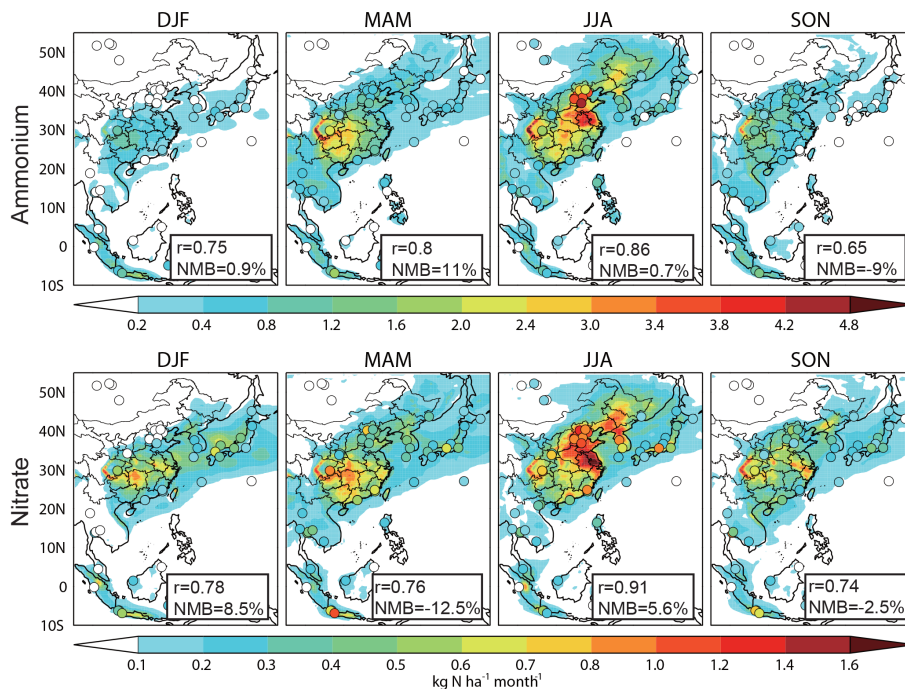 DJF MAM JJA SON
Ammonium
50N
40N
30N
20N
10N
0
10S
r=0.75
NMB=0.9%
r=0.8
NMB=11%
r=0.86
NMB=0.7%
r=0.65
NMB=-9%
0.2 0.4 0.8 1.2 1.6 2.0 2.4 3.0 3.4 3.8 4.2 4.8
DJF MAM JJA SON
Nitrate
50N
40N
30N
20N
10N
0
10S
r=0.78
NMB=8.5%
r=0.76
NMB=-12.5%
r=0.91
NMB=5.6%
r=0.74
NMB=-2.5%
0.1 0.2 0.3 0.4 0.5 0.6 0.8 1.0 1.2 1.4 1.6
kg N ha⁻¹ month¹